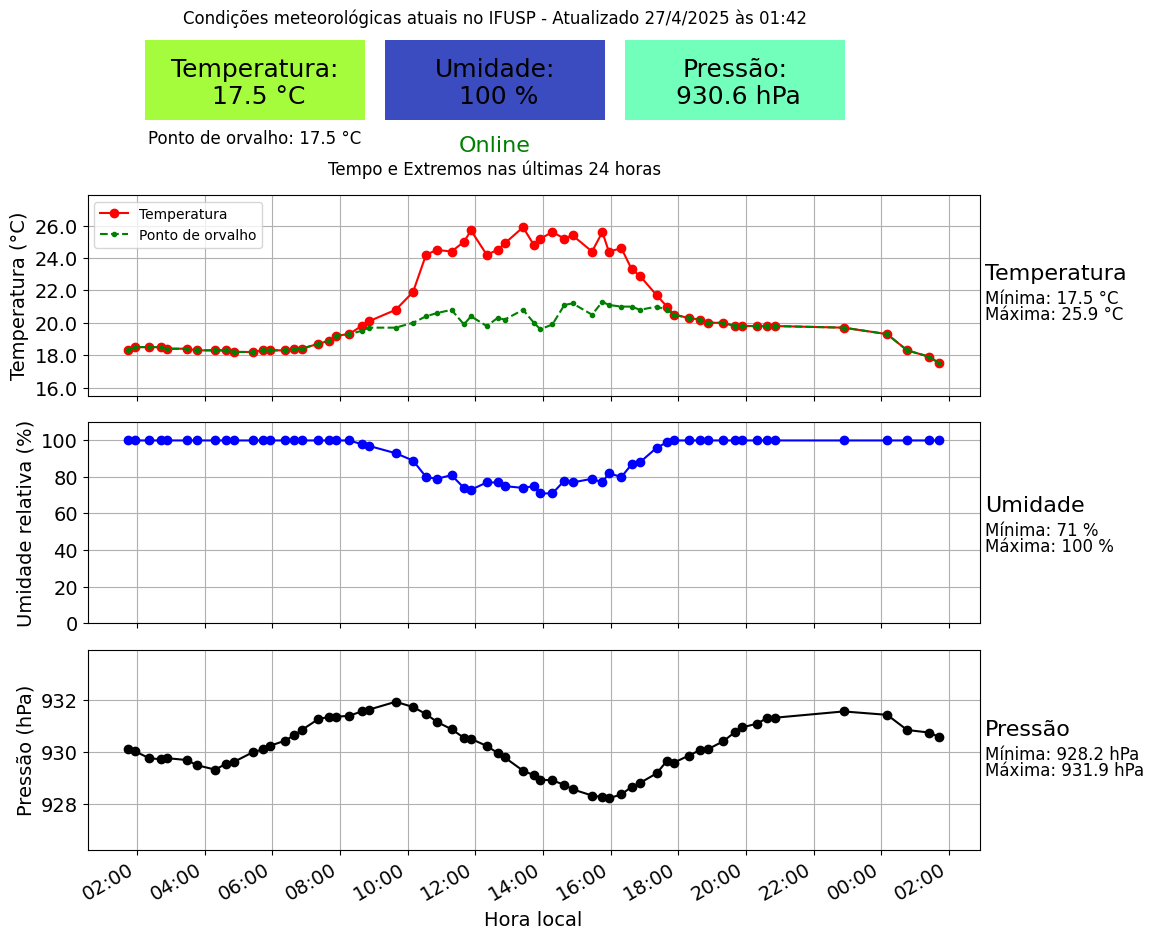 Condições meteorológicas atuais no IFUSP - Atualizado 27/4/2025 às 01:42
Temperatura:
17.5 °C
Umidade:
100 %
Pressão:
930.6 hPa
Ponto de orvalho: 17.5 °C
Online
Tempo e Extremos nas últimas 24 horas
Temperatura (°C)
26.0
24.0
22.0
20.0
18.0
16.0
Temperatura
Ponto de orvalho
Temperatura
Mínima: 17.5 °C
Máxima: 25.9 °C
Umidade relativa (%)
100
80
60
40
20
0
Umidade
Mínima: 71 %
Máxima: 100 %
Pressão (hPa)
932
930
928
Pressão
Mínima: 928.2 hPa
Máxima: 931.9 hPa
02:00 04:00 06:00 08:00 10:00 12:00 14:00 16:00 18:00 20:00 22:00 00:00 02:00
Hora local